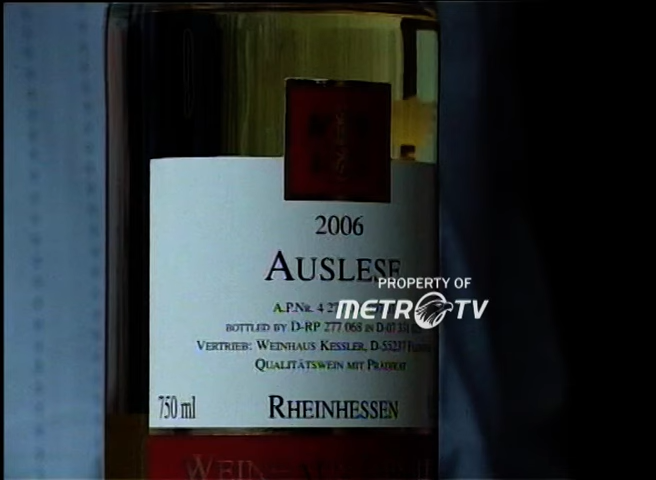 2006
AUSLESE
PROPERTY OF
METRO TV
A.P.NR. 4
BOTTLED BY D-RP 277 068 IN
VERTRIEB: WEINHAUS KESSLER, D-55237
QUALITÄTSWEIN MIT PRÄDIKAT
750 ml
RHEINHESSEN